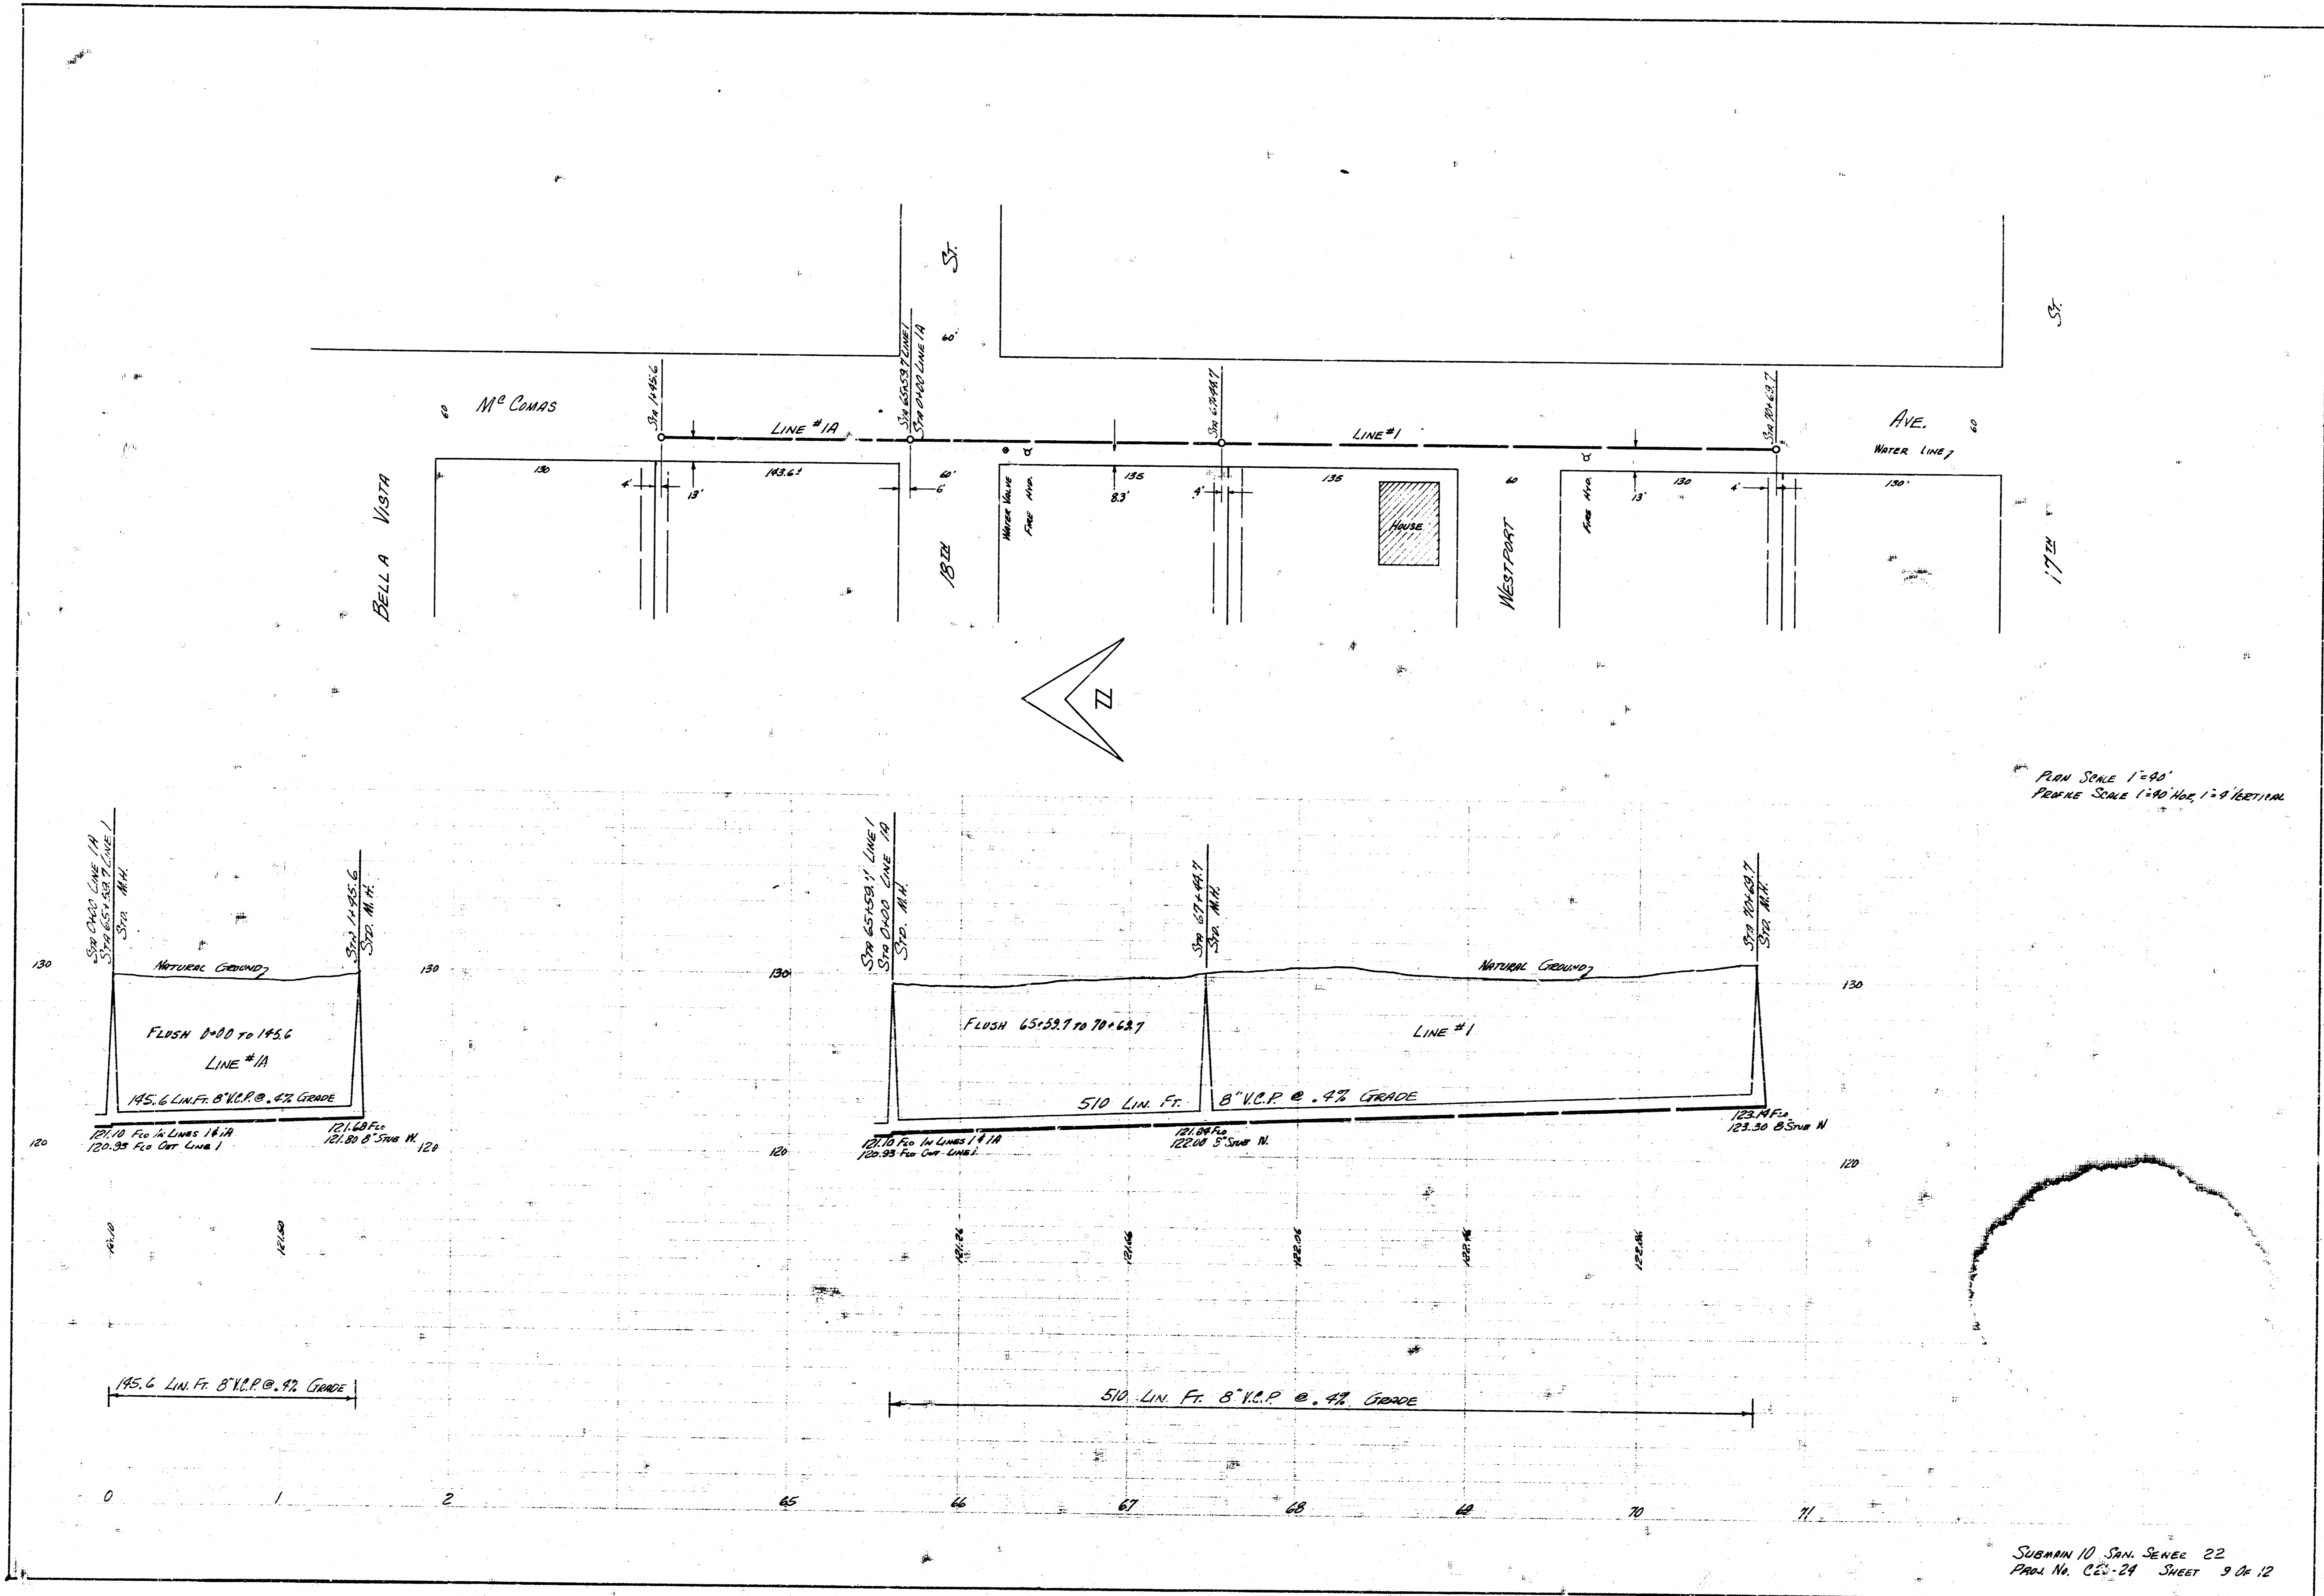 ST.
60'
STA 65+59.7 LINE 1
STA 0+00 LINE 1A
ST.
60
Mc COMAS
STA 1+45.6
LINE #1A
STA 67+44.7
LINE #1
STA 70+69.7
AVE.
60
WATER LINE
130
4'
13'
143.6±
60'
6'
WATER VALVE
FIRE HYD.
135
8.3'
4'
135
HOUSE
60
FIRE HYD.
13'
130
4'
130'
BELLA VISTA
18TH
WESTPORT
17TH
N
PLAN SCALE 1"=40'
PROFILE SCALE 1"=40' HOR, 1"=4' VERTICAL
STA 0+00 LINE 1A
STA 65+59.7 LINE 1
STD. M.H.
STA 1+45.6
STD. M.H.
STA 65+59.7 LINE 1
STA 0+00 LINE 1A
STD. M.H.
STA 67+44.7
STD. M.H.
STA 70+69.7
STD. M.H.
130
NATURAL GROUND
130
130
NATURAL GROUND
130
FLUSH 0+00 TO 145.6
LINE #1A
145.6 LIN. FT. 8" V.C.P. @ .4% GRADE
FLUSH 65+59.7 TO 70+69.7
LINE #1
510 LIN. FT. 8" V.C.P. @ .4% GRADE
120
121.10 FLO IN LINES 1 & 1A
120.93 FLO OUT LINE 1
121.68 FLO
121.80 8" STUB W.
120
120
121.10 FLO IN LINES 1 & 1A
120.93 FLO OUT LINE 1
121.84 FLO
122.00 8" STUB W.
123.14 FLO
123.30 8" STUB W
120
121.10
121.50
121.26
121.66
122.06
122.46
122.86
145.6 LIN. FT. 8" V.C.P. @ .4% GRADE
510 LIN. FT. 8" V.C.P. @ .4% GRADE
0 1 2 65 66 67 68 69 70 71
SUBMAIN 10 SAN. SEWER 22
PROJ. No. SHEET 9 OF 12